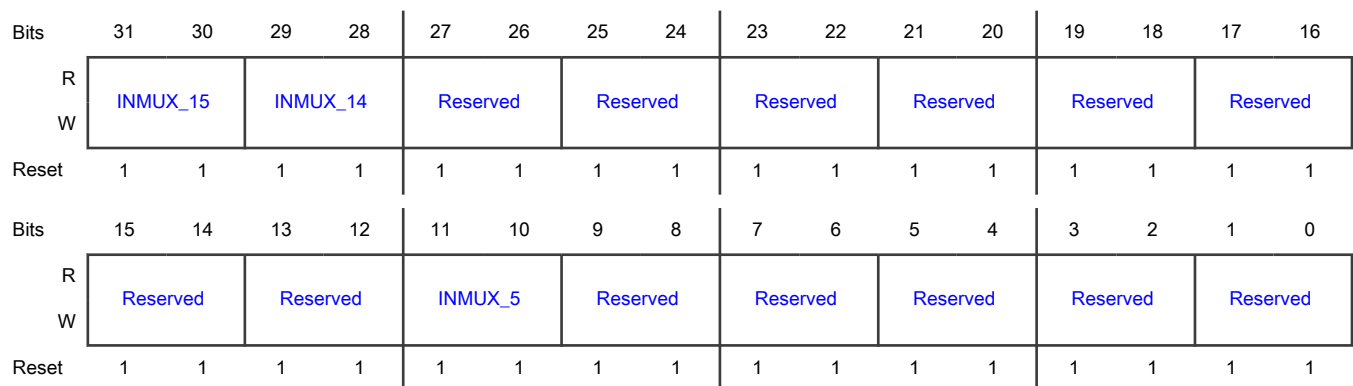 Bits 31 30 29 28 27 26 25 24 23 22 21 20 19 18 17 16
R
INMUX_15 INMUX_14 Reserved Reserved Reserved Reserved Reserved Reserved
W
Reset 1 1 1 1 1 1 1 1 1 1 1 1 1 1 1 1
Bits 15 14 13 12 11 10 9 8 7 6 5 4 3 2 1 0
R
Reserved Reserved INMUX_5 Reserved Reserved Reserved Reserved Reserved
W
Reset 1 1 1 1 1 1 1 1 1 1 1 1 1 1 1 1